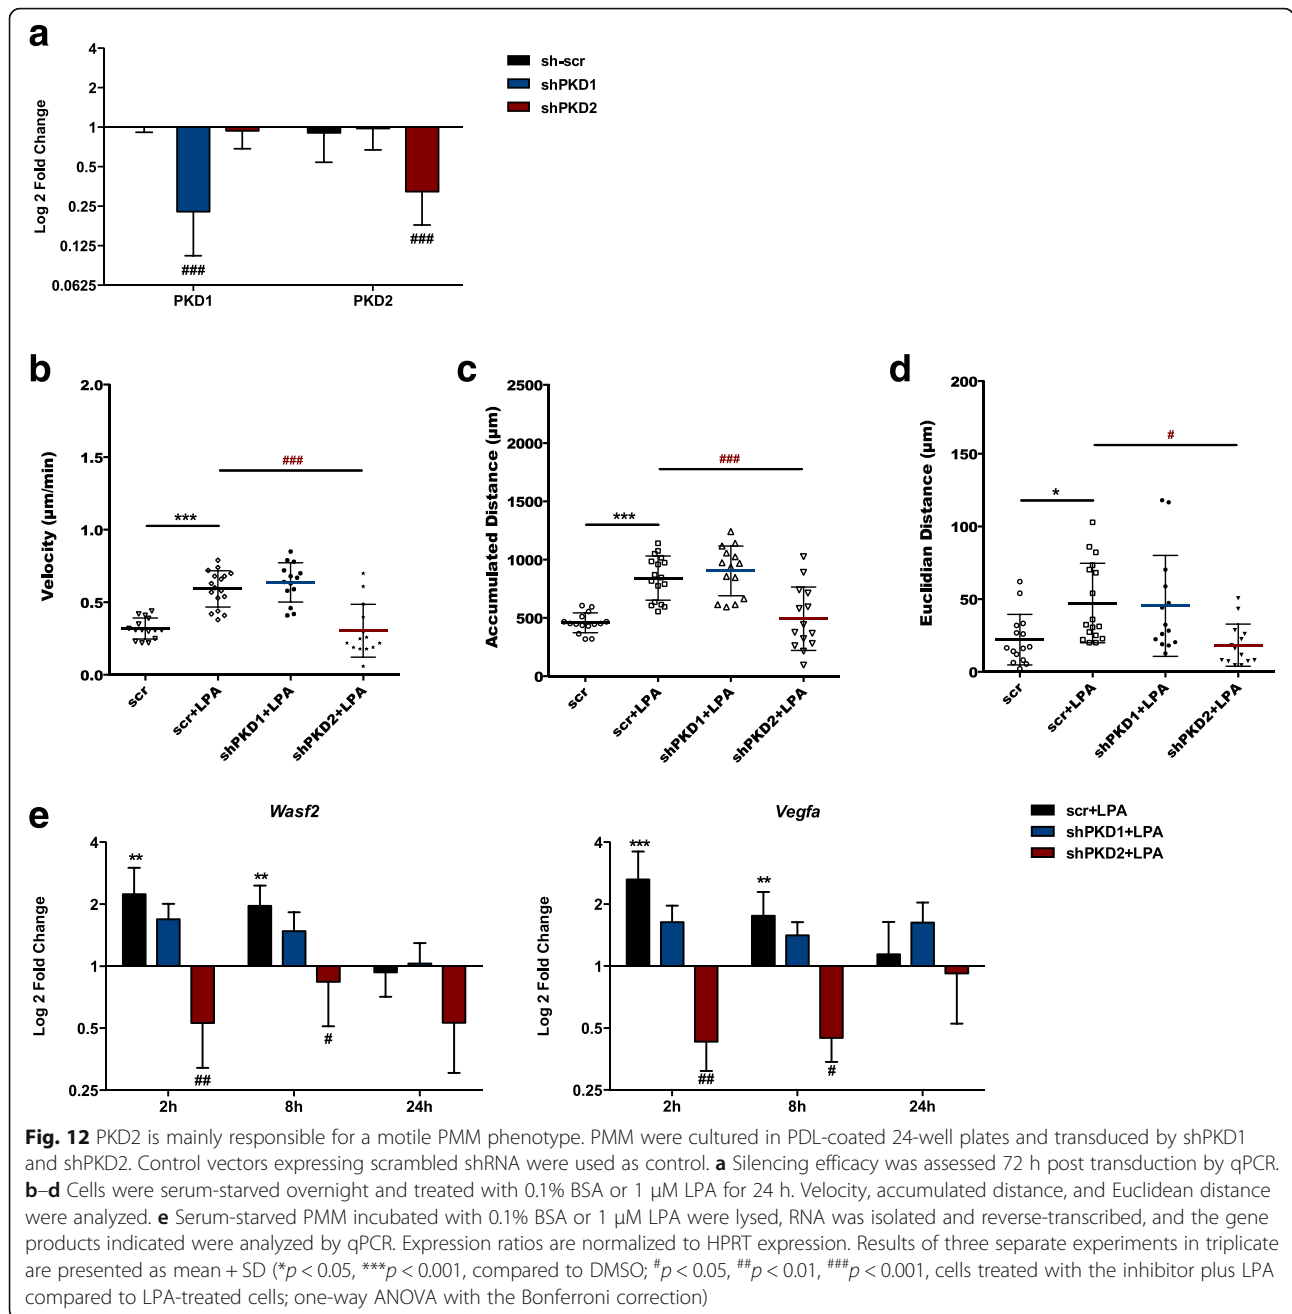 a
4
2
1
0.5
0.25
0.125
0.0625
Log 2 Fold Change
###
###
PKD1
PKD2
sh-scr
shPKD1
shPKD2
b
2.0
1.5
1.0
0.5
0.0
Velocity (µm/min)
***
###
scr
scr+LPA
shPKD1+LPA
shPKD2+LPA
c
2500
2000
1500
1000
500
0
Accumulated Distance (µm)
***
###
scr
scr+LPA
shPKD1+LPA
shPKD2+LPA
d
200
150
100
50
0
Euclidian Distance (µm)
*
#
scr
scr+LPA
shPKD1+LPA
shPKD2+LPA
e
Wasf2
4
2
1
0.5
0.25
Log 2 Fold Change
**
**
##
#
2h
8h
24h
Vegfa
4
2
1
0.5
0.25
Log 2 Fold Change
***
**
##
#
2h
8h
24h
scr+LPA
shPKD1+LPA
shPKD2+LPA
Fig. 12 PKD2 is mainly responsible for a motile PMM phenotype. PMM were cultured in PDL-coated 24-well plates and transduced by shPKD1
and shPKD2. Control vectors expressing scrambled shRNA were used as control. a Silencing efficacy was assessed 72 h post transduction by qPCR.
b–d Cells were serum-starved overnight and treated with 0.1% BSA or 1 µM LPA for 24 h. Velocity, accumulated distance, and Euclidean distance
were analyzed. e Serum-starved PMM incubated with 0.1% BSA or 1 µM LPA were lysed, RNA was isolated and reverse-transcribed, and the gene
products indicated were analyzed by qPCR. Expression ratios are normalized to HPRT expression. Results of three separate experiments in triplicate
are presented as mean + SD (*p < 0.05, ***p < 0.001, compared to DMSO; #p < 0.05, ##p < 0.01, ###p < 0.001, cells treated with the inhibitor plus LPA
compared to LPA-treated cells; one-way ANOVA with the Bonferroni correction)